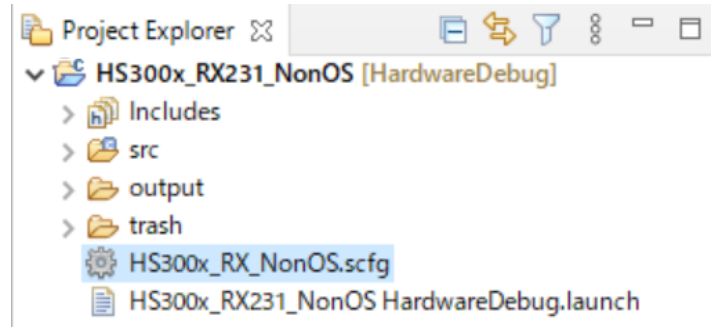 Project Explorer
HS300x_RX231_NonOS [HardwareDebug]
Includes
src
output
trash
HS300x_RX_NonOS.scfg
HS300x_RX231_NonOS HardwareDebug.launch